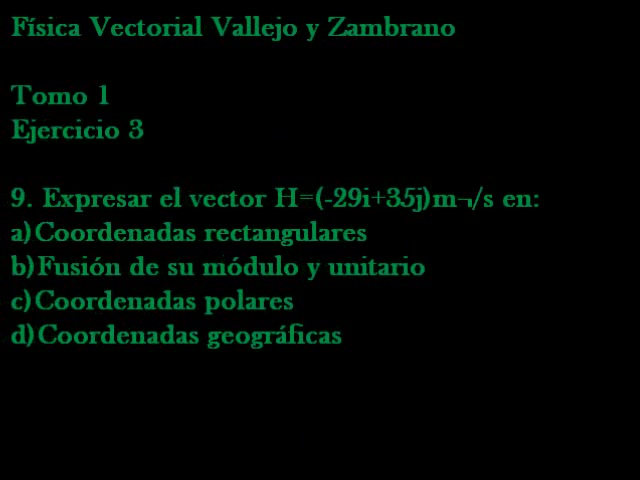 Física Vectorial Vallejo y Zambrano
Tomo 1
Ejercicio 3
9. Expresar el vector H=(-29i+35j)m¬/s en:
a)Coordenadas rectangulares
b)Fusión de su módulo y unitario
c)Coordenadas polares
d)Coordenadas geográficas